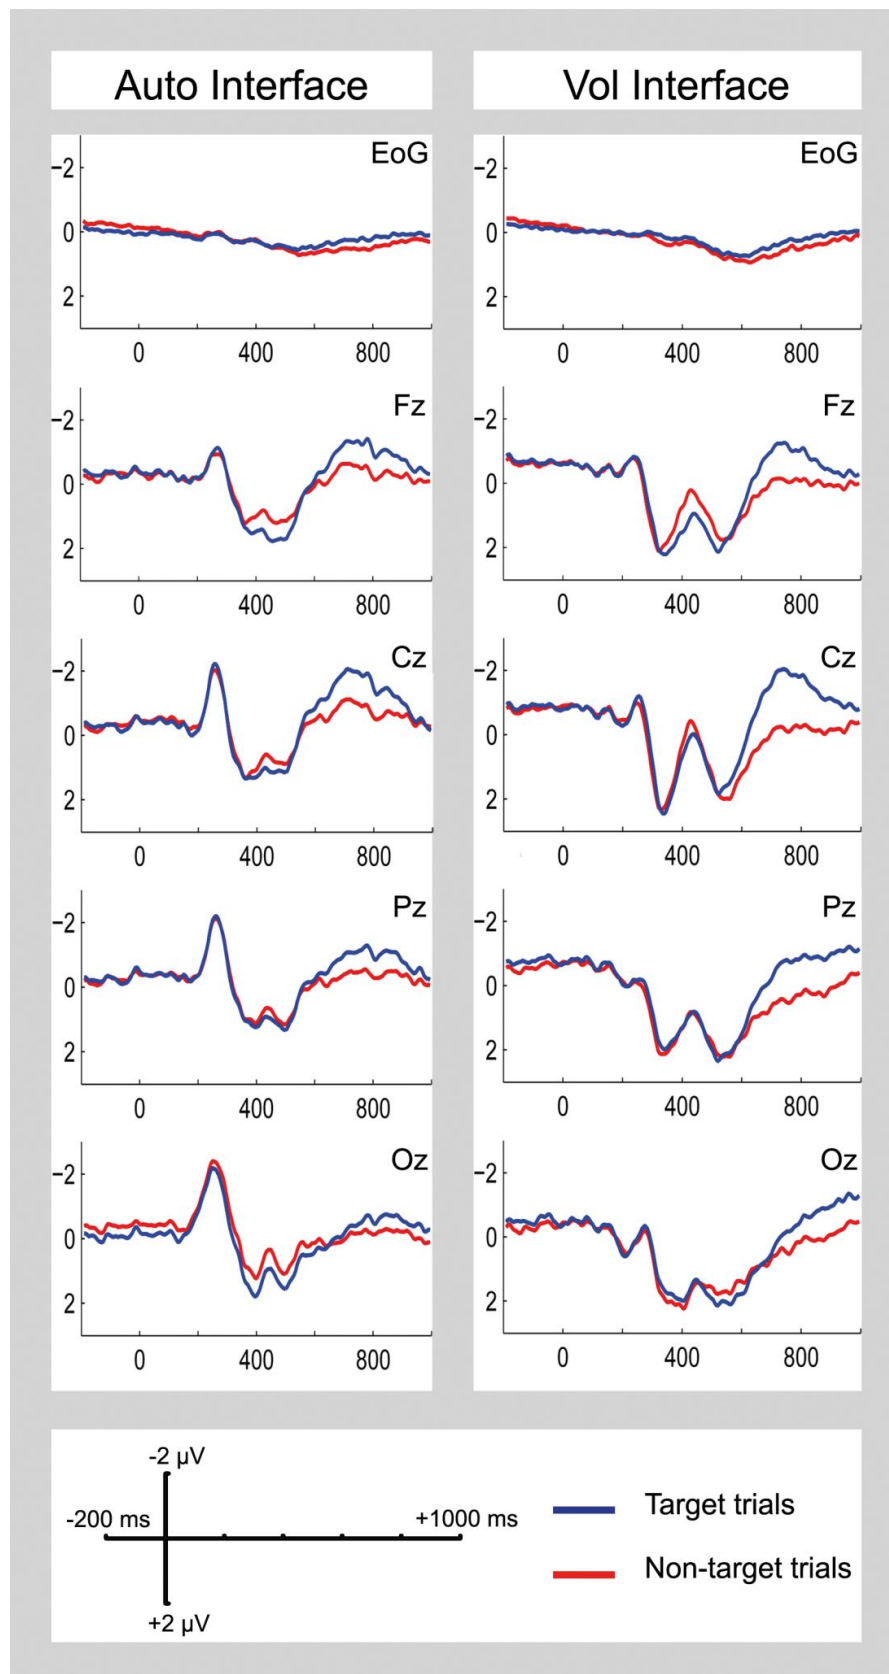 Auto Interface
Vol Interface
EoG
−2
0
2
0 400 800
EoG
−2
0
2
0 400 800
Fz
−2
0
2
0 400 800
Fz
−2
0
2
0 400 800
Cz
−2
0
2
0 400 800
Cz
−2
0
2
0 400 800
Pz
−2
0
2
0 400 800
Pz
−2
0
2
0 400 800
Oz
−2
0
2
0 400 800
Oz
−2
0
2
0 400 800
-2 µV
-200 ms
+1000 ms
+2 µV
Target trials
Non-target trials